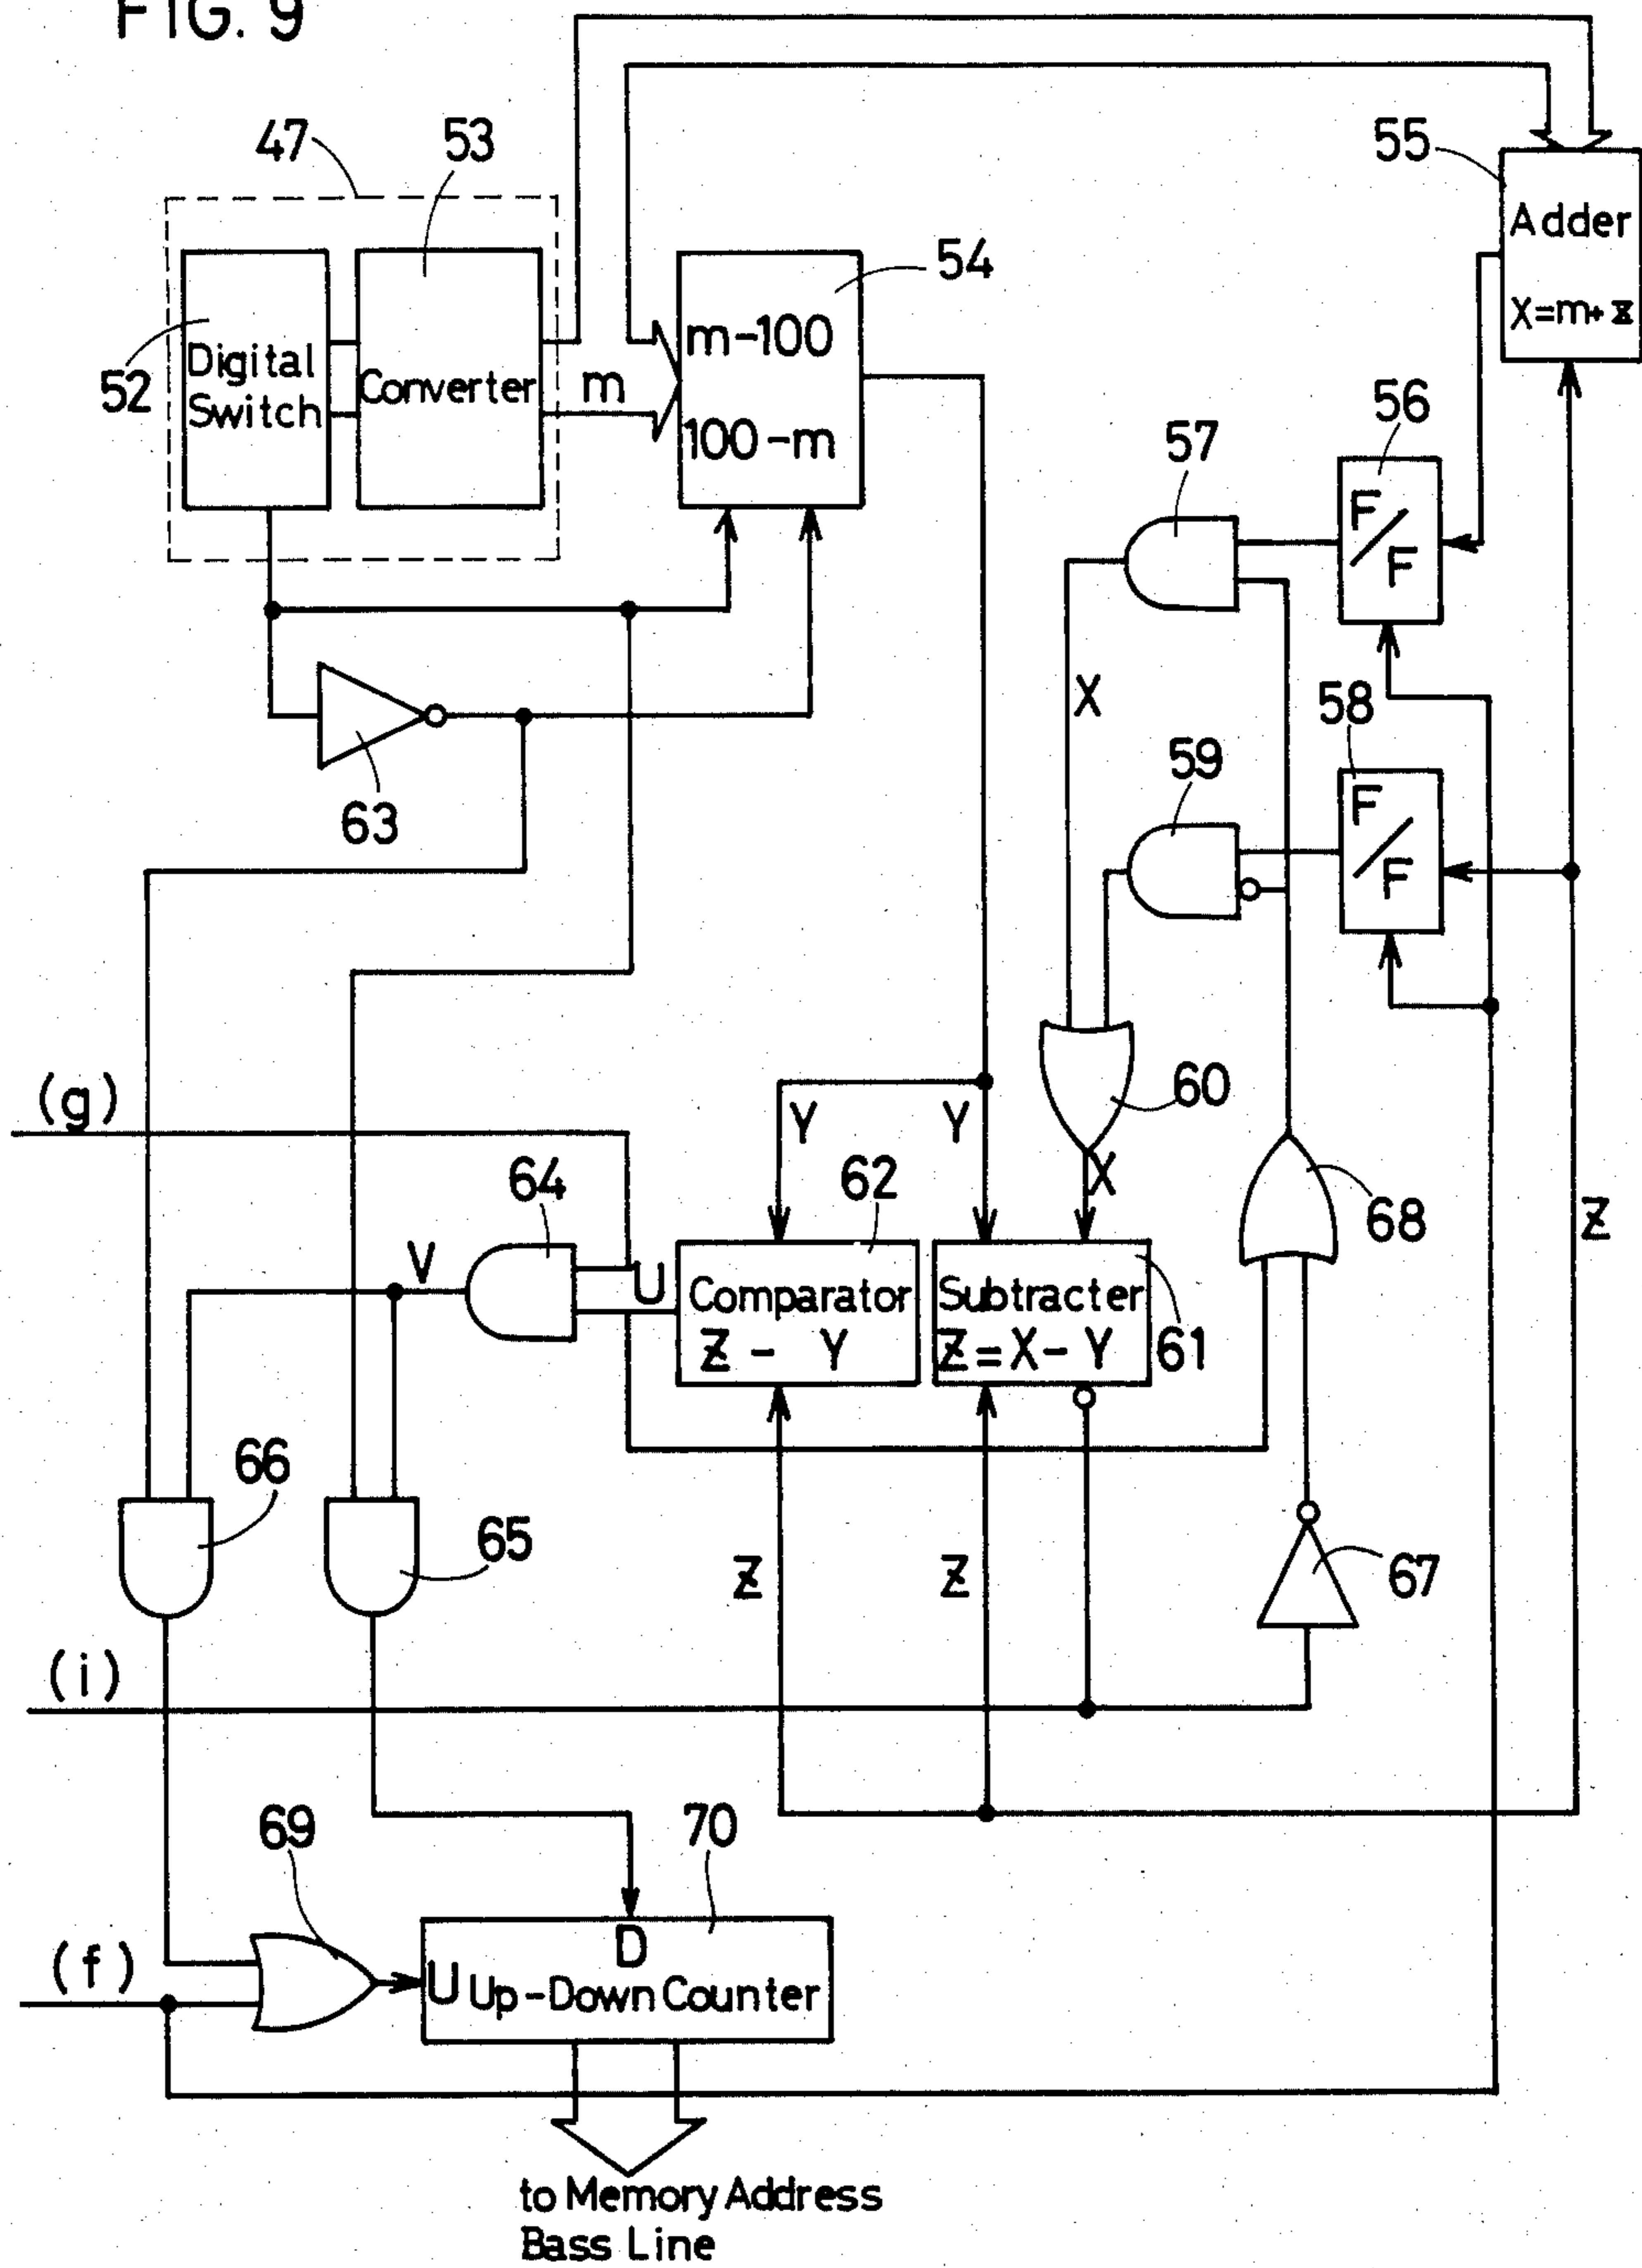 FIG. 9
47
53
55
54
Adder
X=m+z
m-100
52
Digital
Switch
Converter
m
100-m
56
57
F/F
X
58
59
F/F
63
(g)
Y
Y
60
X
64
62
68
Z
V
U
Comparator
Z - Y
Subtracter
Z=X-Y
61
66
65
Z
Z
67
(i)
69
70
(f)
D
U Up-Down Counter
to Memory Address
Bass Line